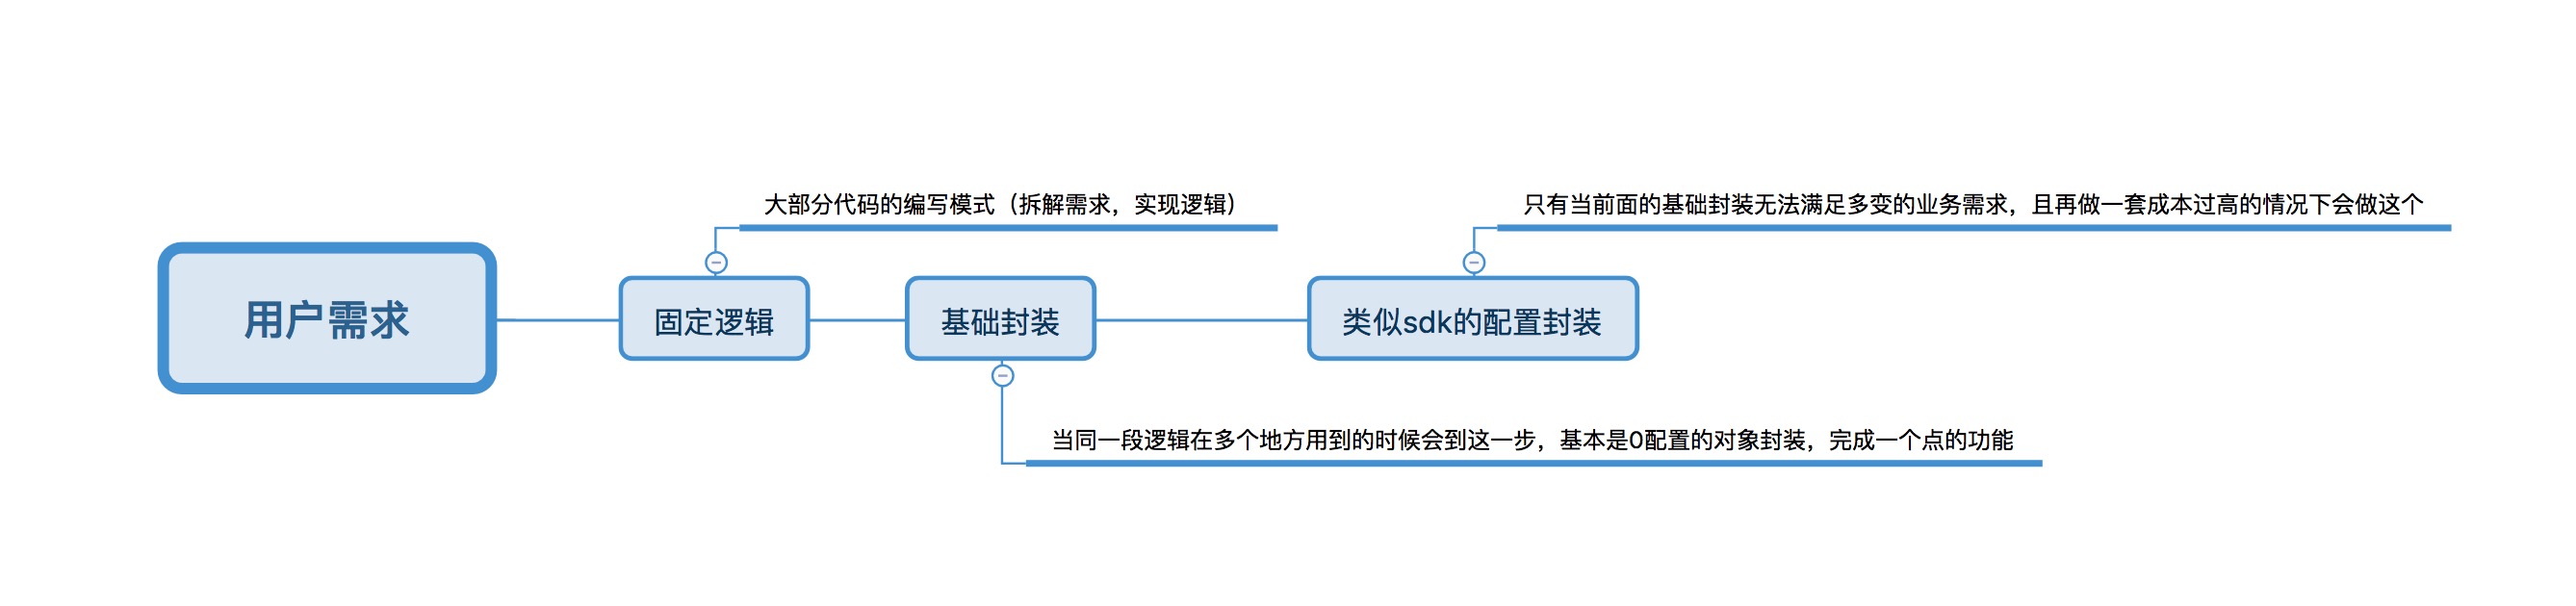 大部分代码的编写模式（拆解需求，实现逻辑）
只有当前面的基础封装无法满足多变的业务需求，且再做一套成本过高的情况下会做这个
用户需求
固定逻辑
基础封装
类似sdk的配置封装
当同一段逻辑在多个地方用到的时候会到这一步，基本是0配置的对象封装，完成一个点的功能